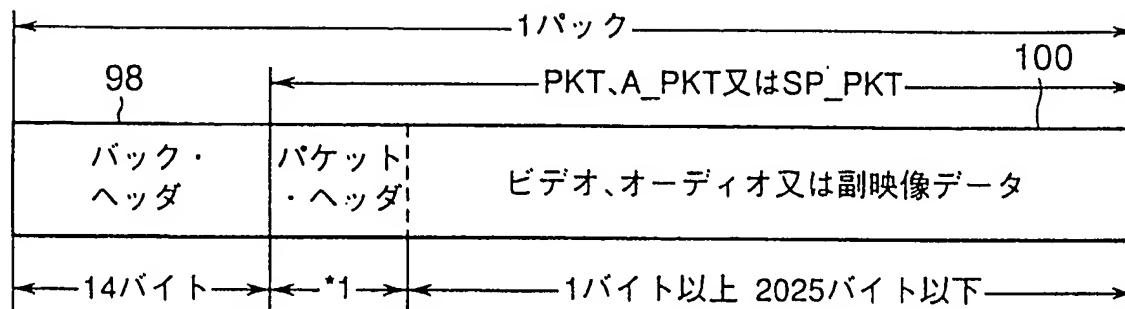 1パック
98
100
PKT、A_PKT又はSP_PKT
バック・
ヘッダ
パケット
・ヘッダ
ビデオ、オーディオ又は副映像データ
14バイト
*1
1バイト以上 2025バイト以下